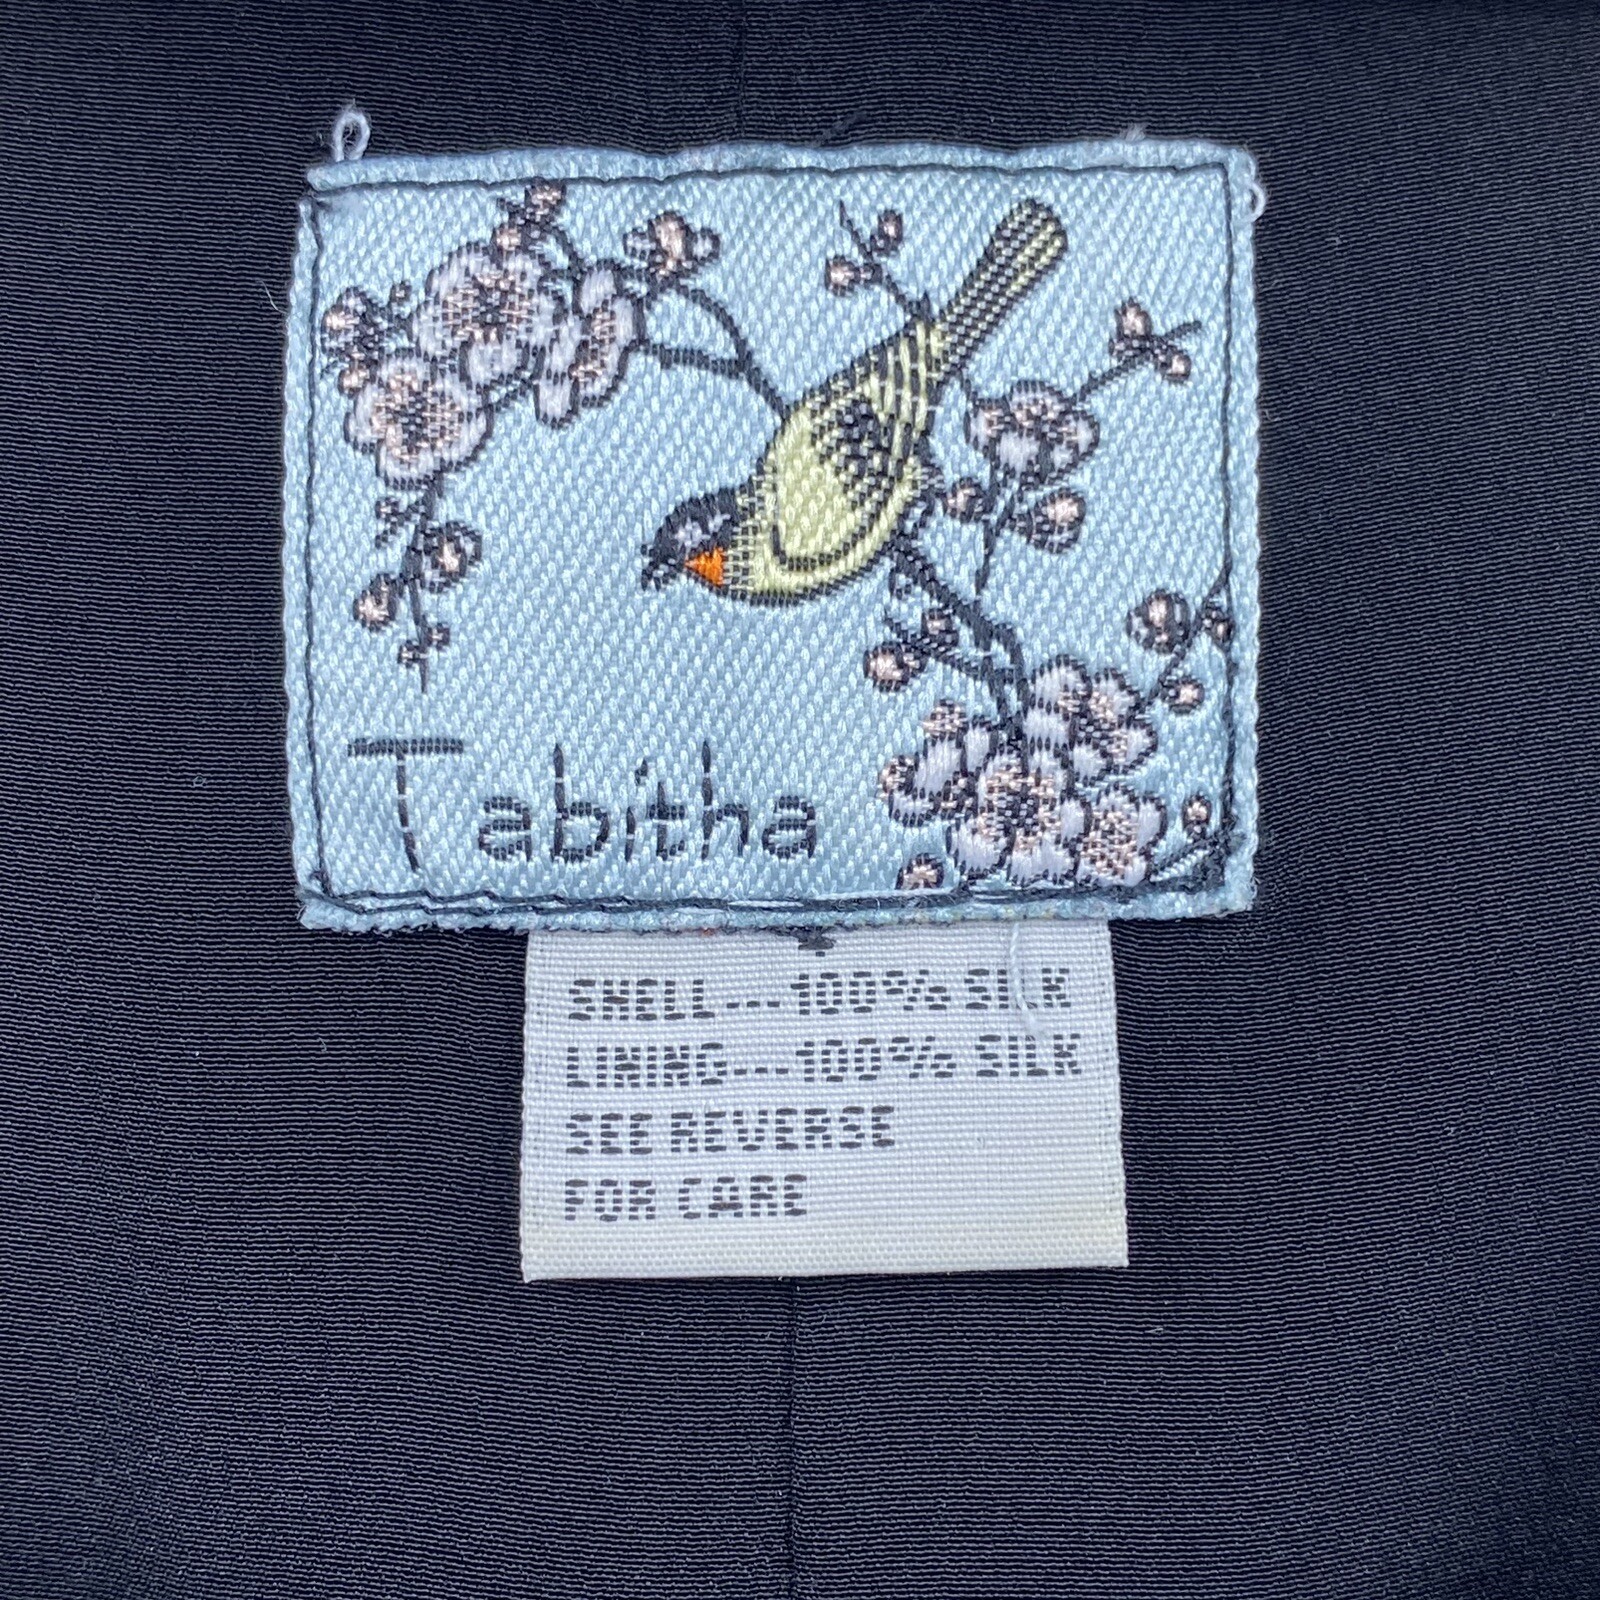 Tabitha
SHELL---100% SILK
LINING---100% SILK
SEE REVERSE
FOR CARE